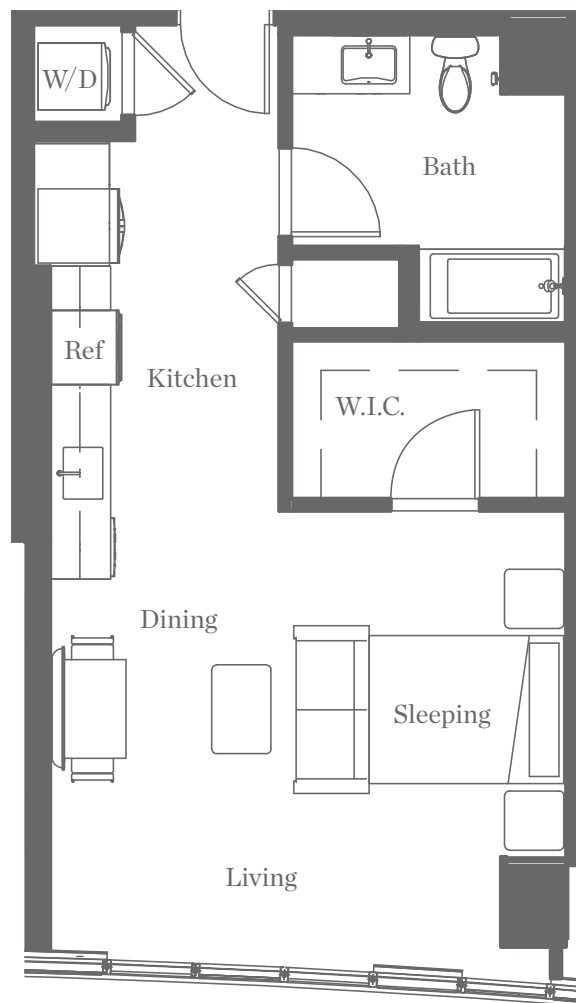 W/D
Bath
Ref
Kitchen
W.I.C.
Dining
Sleeping
Living